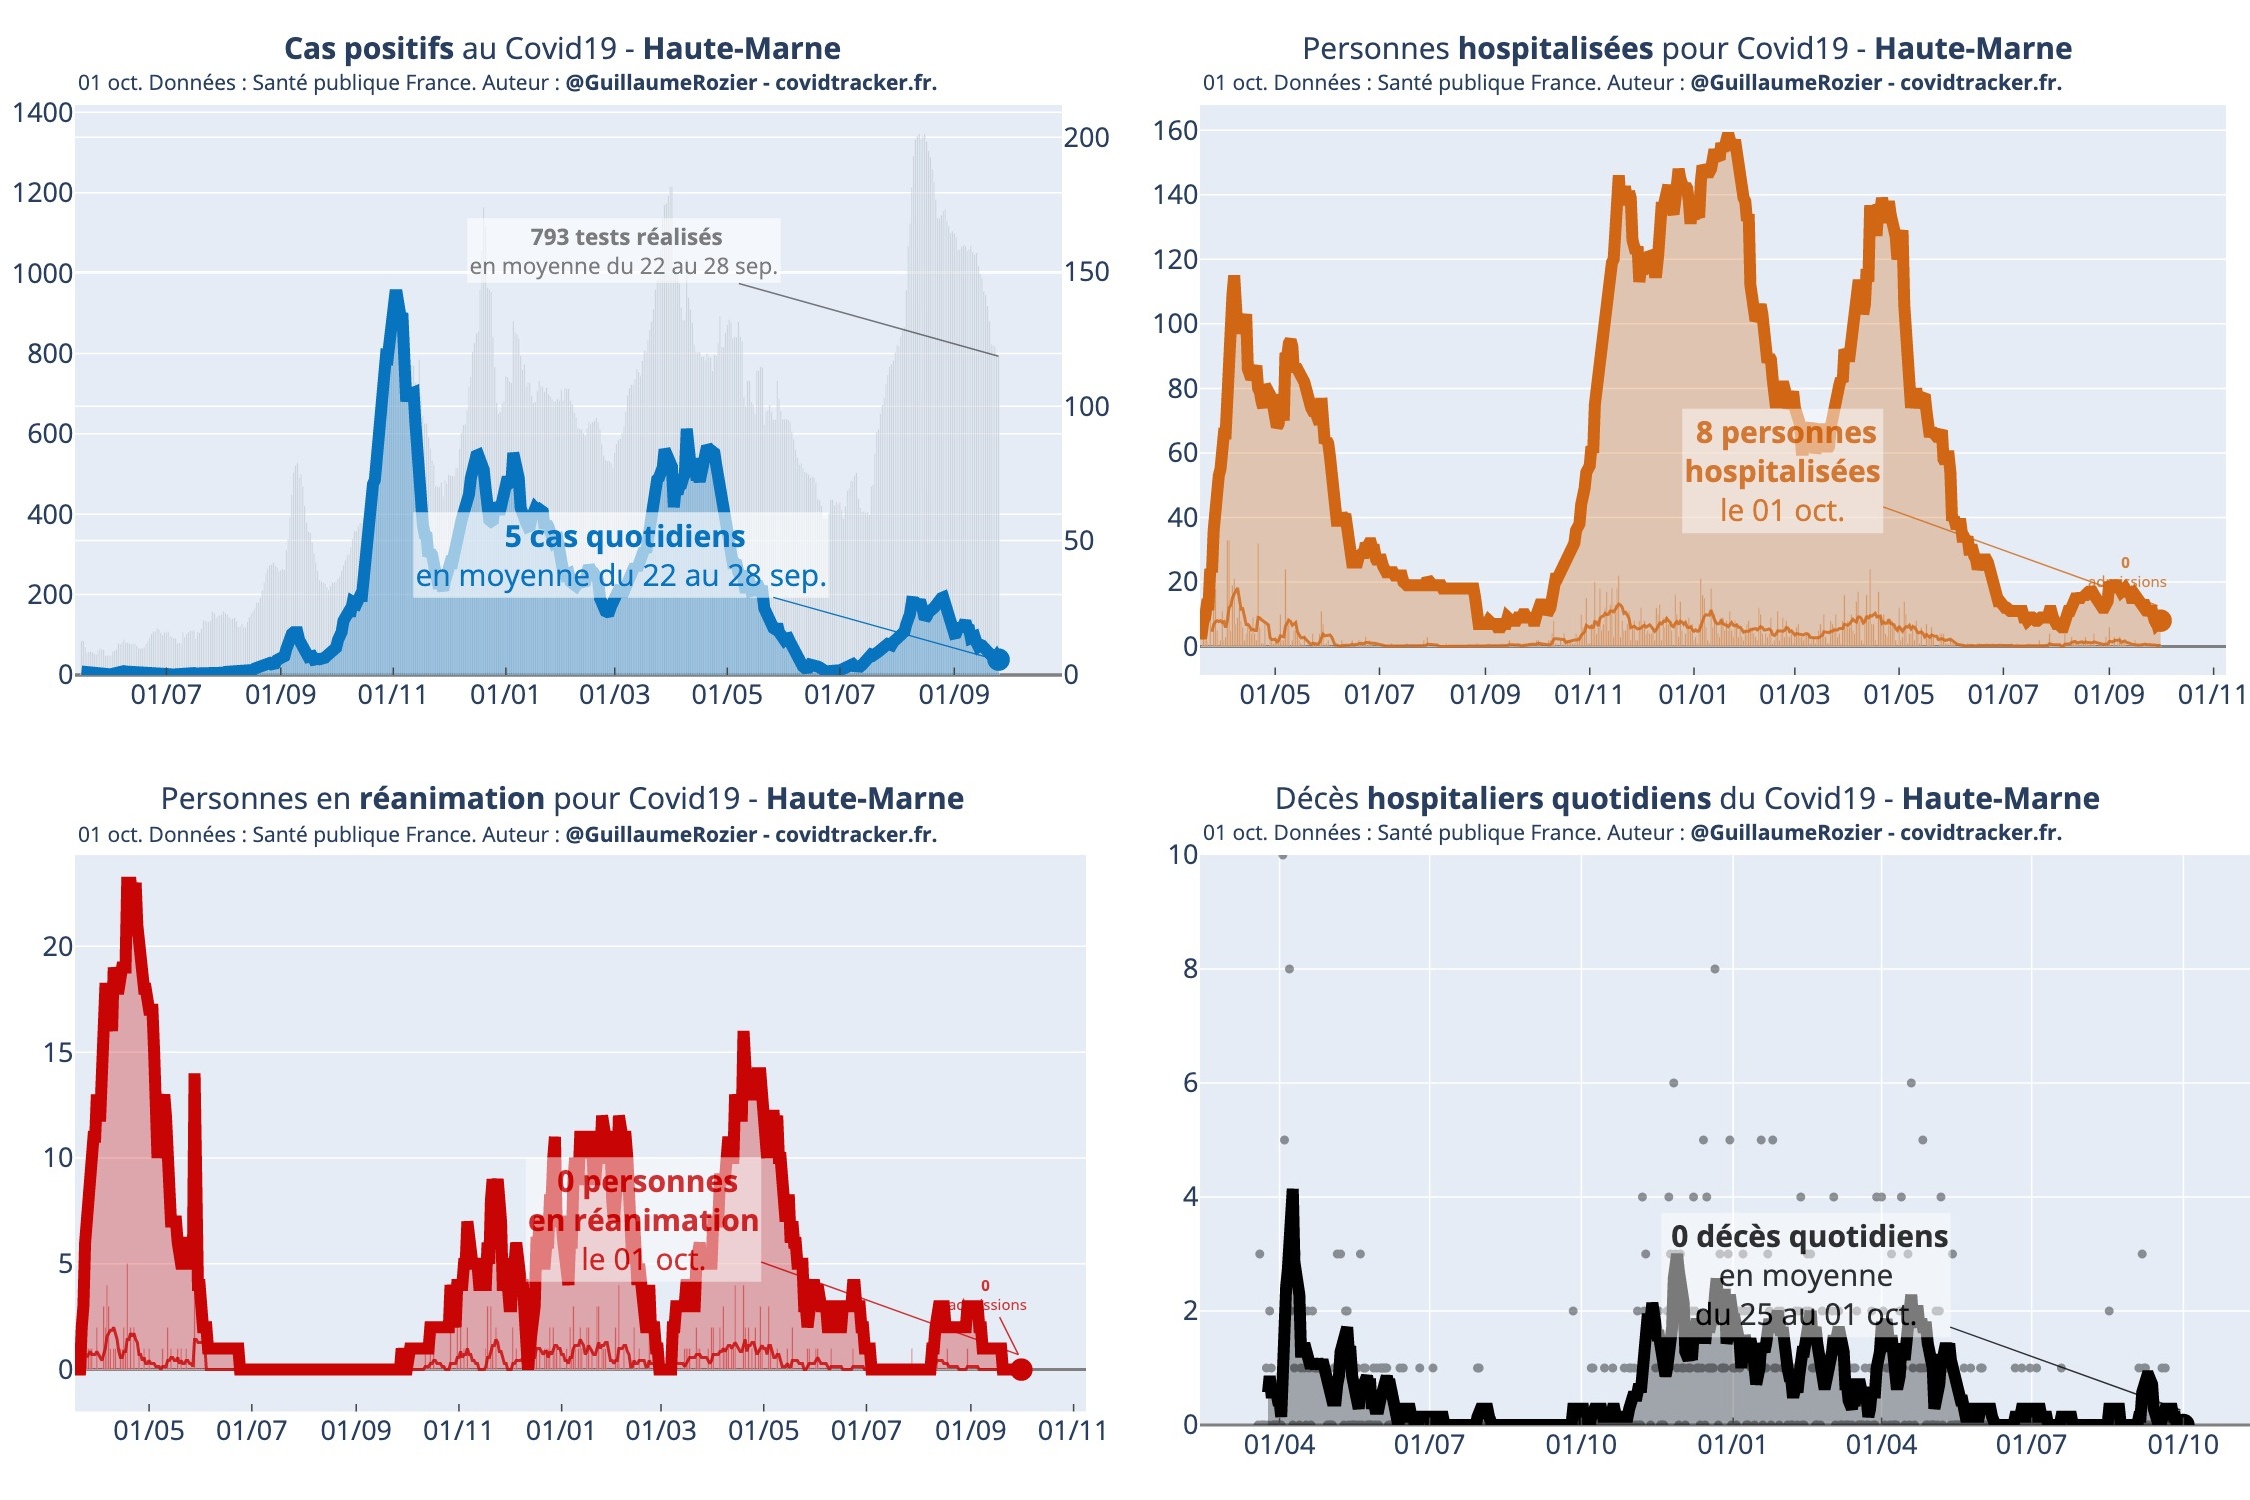 Cas positifs au Covid19 - Haute-Marne
01 oct. Données : Santé publique France. Auteur : @GuillaumeRozier - covidtracker.fr.
1400
1200
1000
800
600
400
200
0
200
150
100
50
0
793 tests réalisés
en moyenne du 22 au 28 sep.
5 cas quotidiens
en moyenne du 22 au 28 sep.
01/07 01/09 01/11 01/01 01/03 01/05 01/07 01/09
Personnes hospitalisées pour Covid19 - Haute-Marne
01 oct. Données : Santé publique France. Auteur : @GuillaumeRozier - covidtracker.fr.
160
140
120
100
80
60
40
20
0
8 personnes
hospitalisées
le 01 oct.
0
admissions
01/05 01/07 01/09 01/11 01/01 01/03 01/05 01/07 01/09 01/11
Personnes en réanimation pour Covid19 - Haute-Marne
01 oct. Données : Santé publique France. Auteur : @GuillaumeRozier - covidtracker.fr.
20
15
10
5
0
0 personnes
en réanimation
le 01 oct.
0
admissions
01/05 01/07 01/09 01/11 01/01 01/03 01/05 01/07 01/09 01/11
Décès hospitaliers quotidiens du Covid19 - Haute-Marne
01 oct. Données : Santé publique France. Auteur : @GuillaumeRozier - covidtracker.fr.
10
8
6
4
2
0
0 décès quotidiens
en moyenne
du 25 au 01 oct.
01/04 01/07 01/10 01/01 01/04 01/07 01/10